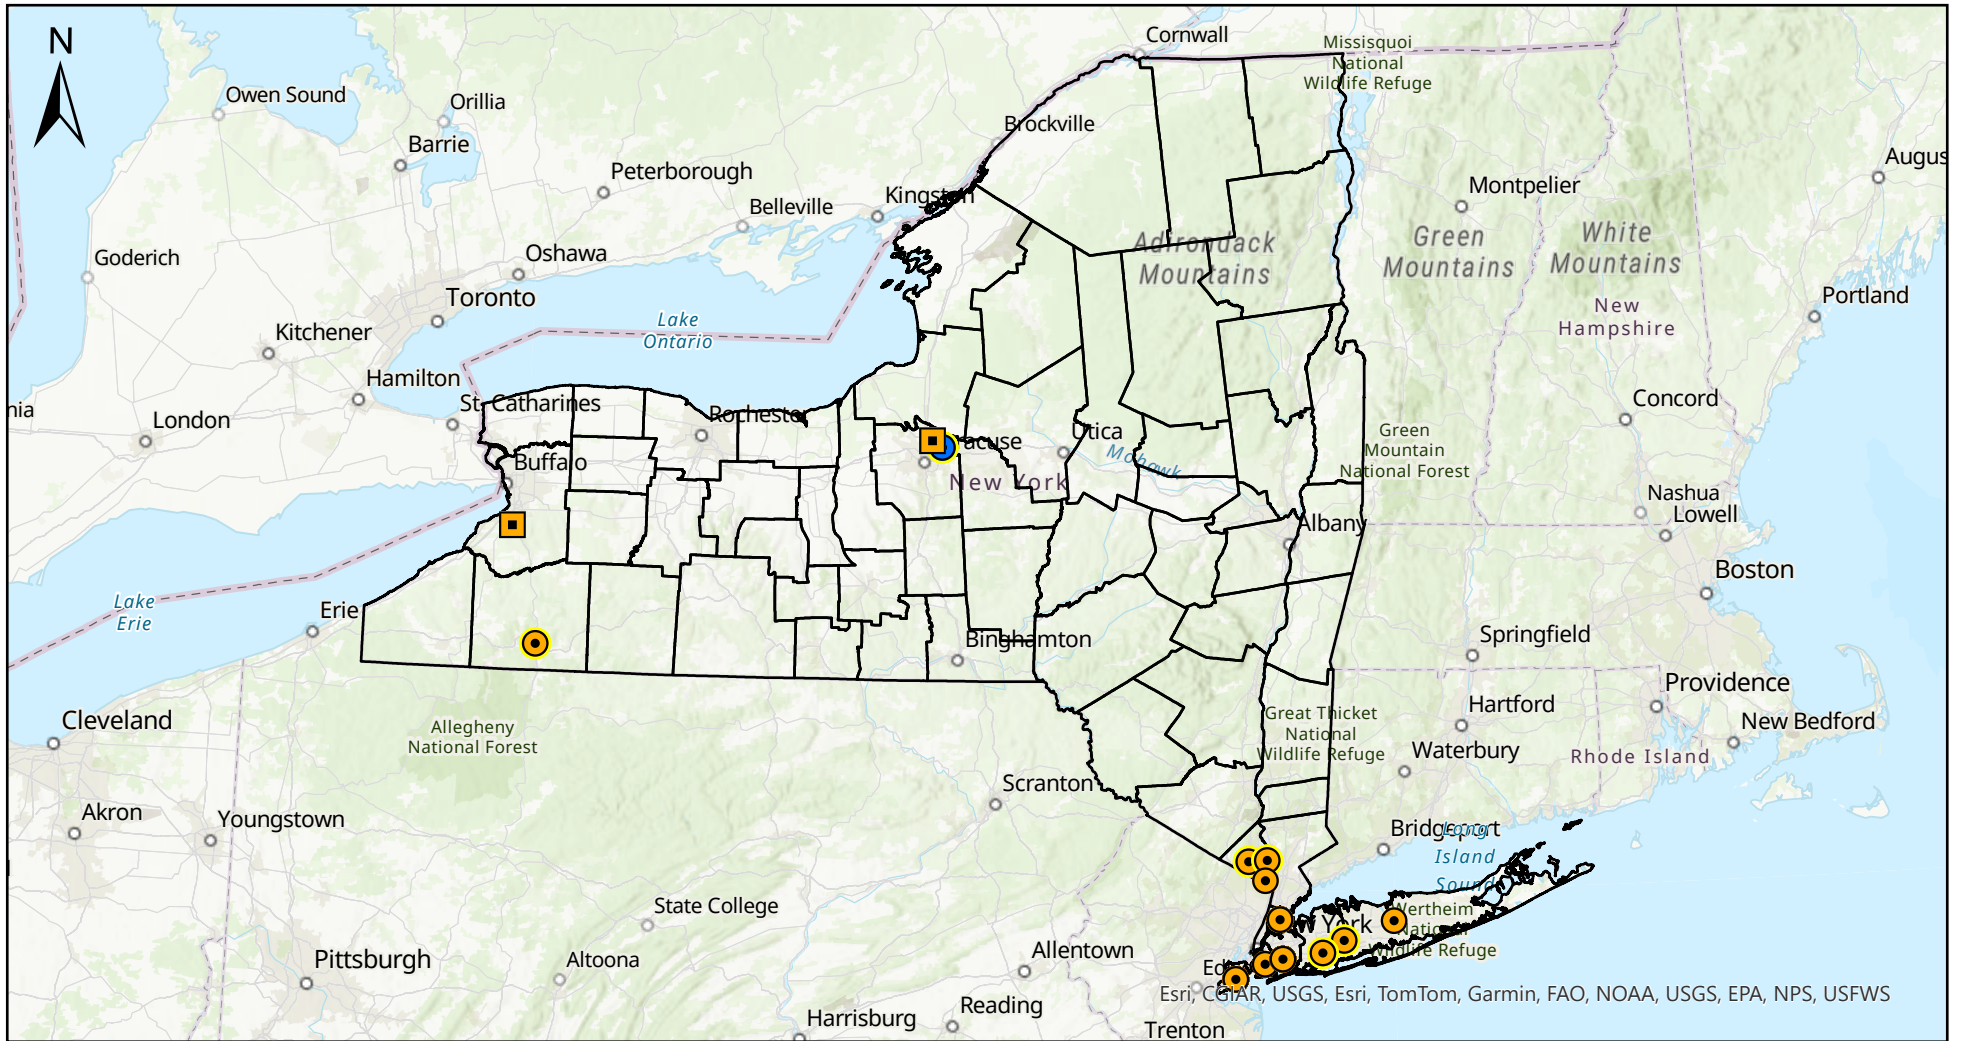 N
Cornwall
Missisquoi
National
Wildlife Refuge
Owen Sound
Orillia
Brockville
Barrie
Augus
Peterborough
Montpelier
Kingston
Belleville
Adirondack
Mountains
Green
Mountains
White
Mountains
Goderich
Oshawa
Toronto
Portland
New
Hampshire
Lake
Ontario
Kitchener
Hamilton
Concord
nia
London
St. Catharines
Rochester
Utica
acuse
Mohawk
Green
Mountain
National Forest
Buffalo
New York
Nashua
Lowell
Albany
Boston
Lake
Erie
Erie
Binghamton
Springfield
Providence
Hartford
New Bedford
Cleveland
Allegheny
National Forest
Great Thicket
National
Wildlife Refuge
Waterbury
Rhode Island
Scranton
Akron
Youngstown
Bridgeport
Long
Island
Sound
State College
Wertheim
National
Wildlife Refuge
w York
Allentown
Pittsburgh
Altoona
Ed
Esri, CGIAR, USGS, Esri, TomTom, Garmin, FAO, NOAA, USGS, EPA, NPS, USFWS
Reading
Harrisburg
Trenton